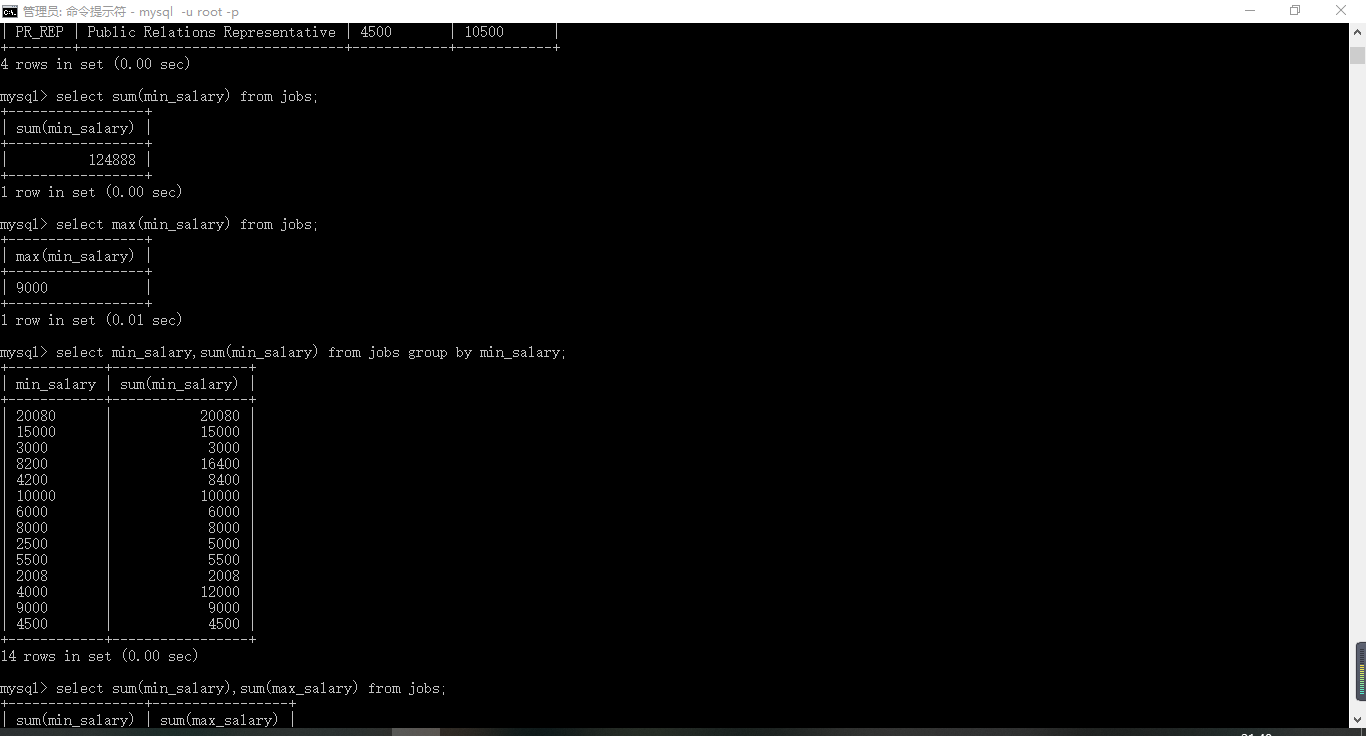 管理员: 命令提示符 - mysql -u root -p
| PR_REP | Public Relations Representative | 4500 | 10500 |
+--------+---------------------------------+------------+------------+
4 rows in set (0.00 sec)
mysql> select sum(min_salary) from jobs;
+-----------------+
| sum(min_salary) |
+-----------------+
| 124888 |
+-----------------+
1 row in set (0.00 sec)
mysql> select max(min_salary) from jobs;
+-----------------+
| max(min_salary) |
+-----------------+
| 9000 |
+-----------------+
1 row in set (0.01 sec)
mysql> select min_salary,sum(min_salary) from jobs group by min_salary;
+------------+-----------------+
| min_salary | sum(min_salary) |
+------------+-----------------+
| 20080 | 20080 |
| 15000 | 15000 |
| 3000 | 3000 |
| 8200 | 16400 |
| 4200 | 8400 |
| 10000 | 10000 |
| 6000 | 6000 |
| 8000 | 8000 |
| 2500 | 5000 |
| 5500 | 5500 |
| 2008 | 2008 |
| 4000 | 12000 |
| 9000 | 9000 |
| 4500 | 4500 |
+------------+-----------------+
14 rows in set (0.00 sec)
mysql> select sum(min_salary),sum(max_salary) from jobs;
+-----------------+-----------------+
| sum(min_salary) | sum(max_salary) |